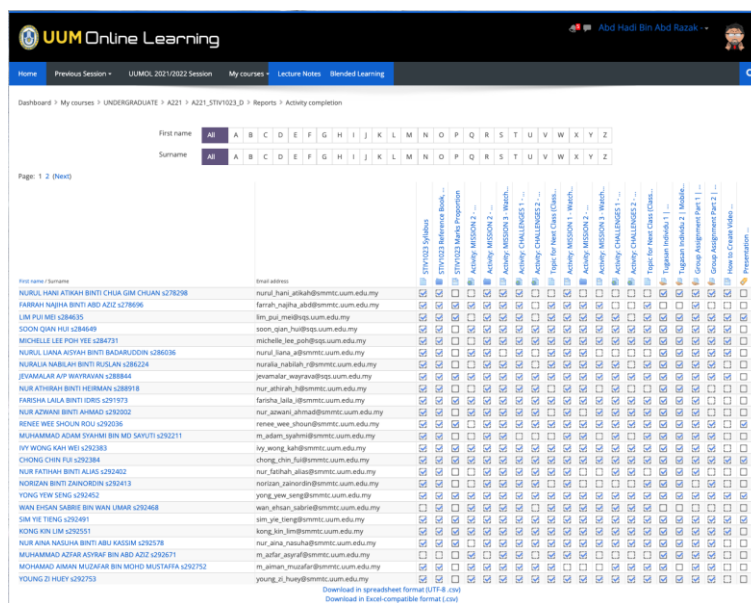 UUM Online Learning
Abd Hadi Bin Abd Razak
Home Previous Session UUMOL 2021/2022 Session My courses Lecture Notes Blended Learning
Dashboard > My courses > UNDERGRADUATE > A221 > A221_STIV1023_D > Reports > Activity completion
First name All A B C D E F G H I J K L M N O P Q R S T U V W X Y Z
Surname All A B C D E F G H I J K L M N O P Q R S T U V W X Y Z
Page: 1 2 (Next)
STIV1023 Syllabus
STIV1023 Reference Book, ...
STIV1023 Marks Proportion
Activity: MISSION 2 - ...
Activity: MISSION 2 - ...
Activity: MISSION 3 - Watch...
Activity: CHALLENGES 1 - ...
Activity: CHALLENGES 2 - ...
Topic for Next Class (Class...
Activity: MISSION 1 - Watch...
Activity: MISSION 2 - ...
Activity: MISSION 3 - Watch...
Activity: CHALLENGES 1 - ...
Activity: CHALLENGES 2 - ...
Topic for Next Class (Class...
Tugasan Individu 1 | ...
Tugasan Individu 2 | Mobile...
Group Assignment Part 1 | ...
Group Assignment Part 2 | ...
How to Create Video ...
Presentation ...
First name / Surname Email address
NURUL HANI ATIKAH BINTI CHUA GIM CHUAN s278298 nurul_hani_atikah@smmtc.uum.edu.my
FARRAH NAJIHA BINTI ABD AZIZ s278696 farrah_najiha_abd@smmtc.uum.edu.my
LIM PUI MEI s284635 lim_pui_mei@sqs.uum.edu.my
SOON QIAN HUI s284649 soon_qian_hui@sqs.uum.edu.my
MICHELLE LEE POH YEE s284731 michelle_lee_poh@sqs.uum.edu.my
NURUL LIANA AISYAH BINTI BADARUDDIN s286036 nurul_liana_a@smmtc.uum.edu.my
NURALIA NABILAH BINTI RUSLAN s286224 nuralia_nabilah_r@smmtc.uum.edu.my
JEVAMALAR A/P WAYRAVAN s288844 jevamalar_wayrava@sqs.uum.edu.my
NUR ATHIRAH BINTI HEIRMAN s288918 nur_athirah_h@smmtc.uum.edu.my
FARISHA LAILA BINTI IDRIS s291973 farisha_laila_i@smmtc.uum.edu.my
NUR AZWANI BINTI AHMAD s292002 nur_azwani_ahmad@smmtc.uum.edu.my
RENEE WEE SHOUN ROU s292036 renee_wee_shoun@smmtc.uum.edu.my
MUHAMMAD ADAM SYAHMI BIN MD SAYUTI s292211 m_adam_syahmi@smmtc.uum.edu.my
IVY WONG KAH WEI s292383 ivy_wong_kah@smmtc.uum.edu.my
CHONG CHIN FUI s292384 chong_chin_fui@smmtc.uum.edu.my
NUR FATIHAH BINTI ALIAS s292402 nur_fatihah_alias@smmtc.uum.edu.my
NORIZAN BINTI ZAINORDIN s292413 norizan_zainordin@smmtc.uum.edu.my
YONG YEW SENG s292452 yong_yew_seng@smmtc.uum.edu.my
WAN EHSAN SABRIE BIN WAN UMAR s292468 wan_ehsan_sabrie@smmtc.uum.edu.my
SIM YIE TIENG s292491 sim_yie_tieng@smmtc.uum.edu.my
KONG KIN LIM s292551 kong_kin_lim@smmtc.uum.edu.my
NUR AINA NASUHA BINTI ABU KASSIM s292578 nur_aina_nasuha@smmtc.uum.edu.my
MUHAMMAD AZFAR ASYRAF BIN ABD AZIZ s292671 m_azfar_asyraf@smmtc.uum.edu.my
MOHAMAD AIMAN MUZAFAR BIN MOHD MUSTAFFA s292752 m_aiman_muzafar@smmtc.uum.edu.my
YOUNG ZI HUEY s292753 young_zi_huey@smmtc.uum.edu.my
Download in spreadsheet format (UTF-8 .csv)
Download in Excel-compatible format (.csv)